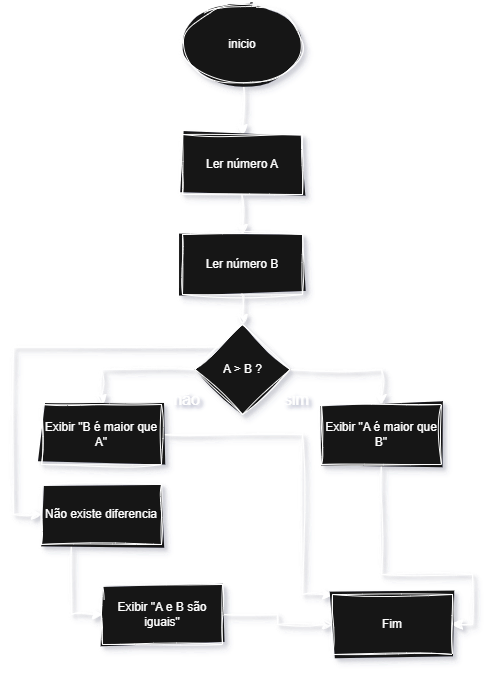 inicio
Ler número A
Ler número B
A > B ?
não
sim
Exibir "B é maior que
A"
Exibir "A é maior que
B"
Não existe diferencia
Exibir "A e B são
iguais"
Fim